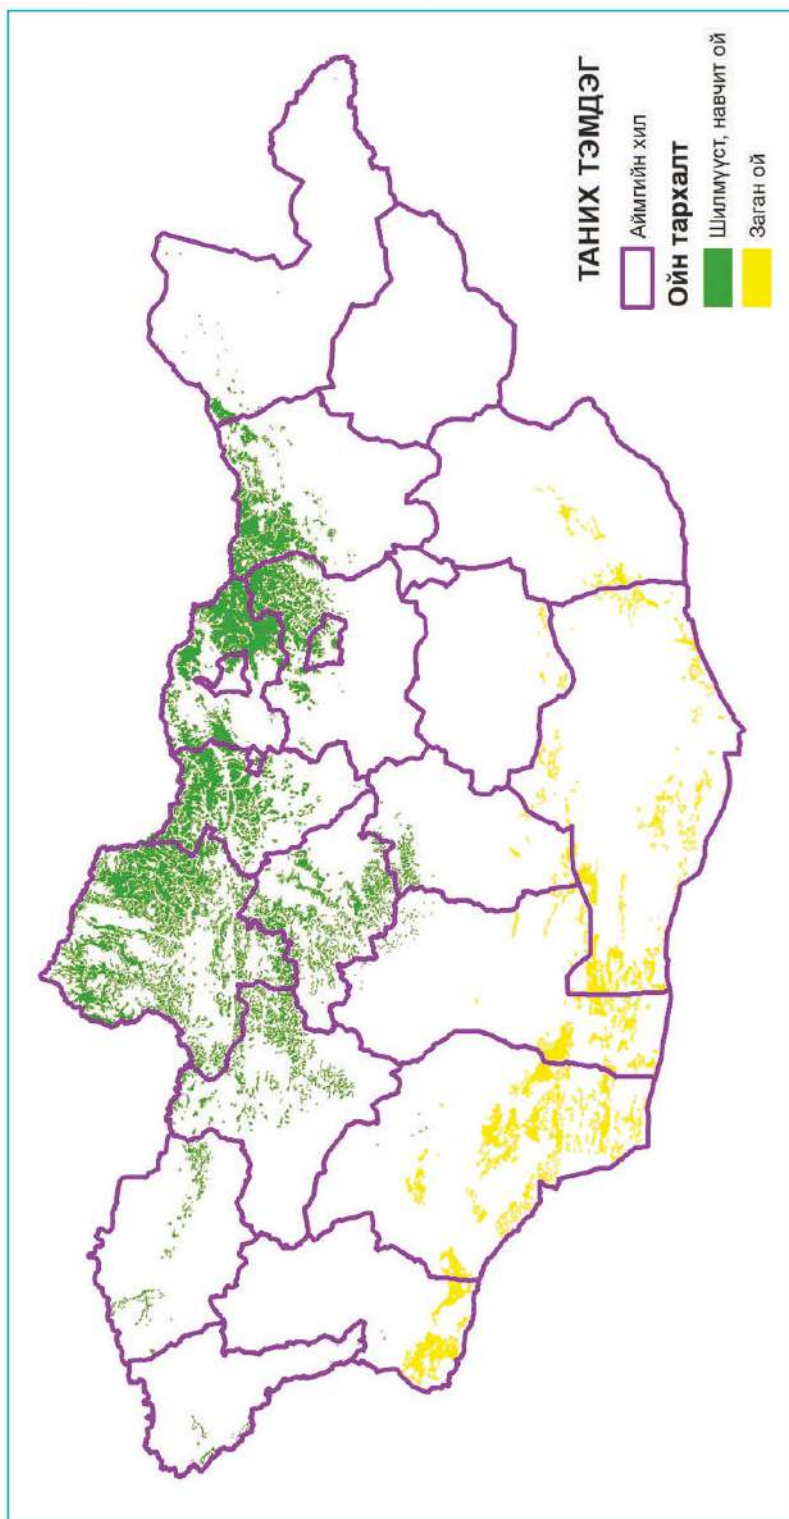 ТАНИХ ТЭМДЭГ
Аймгийн хил
Ойн тархалт
Шилмүүст, навчит ой
Заган ой